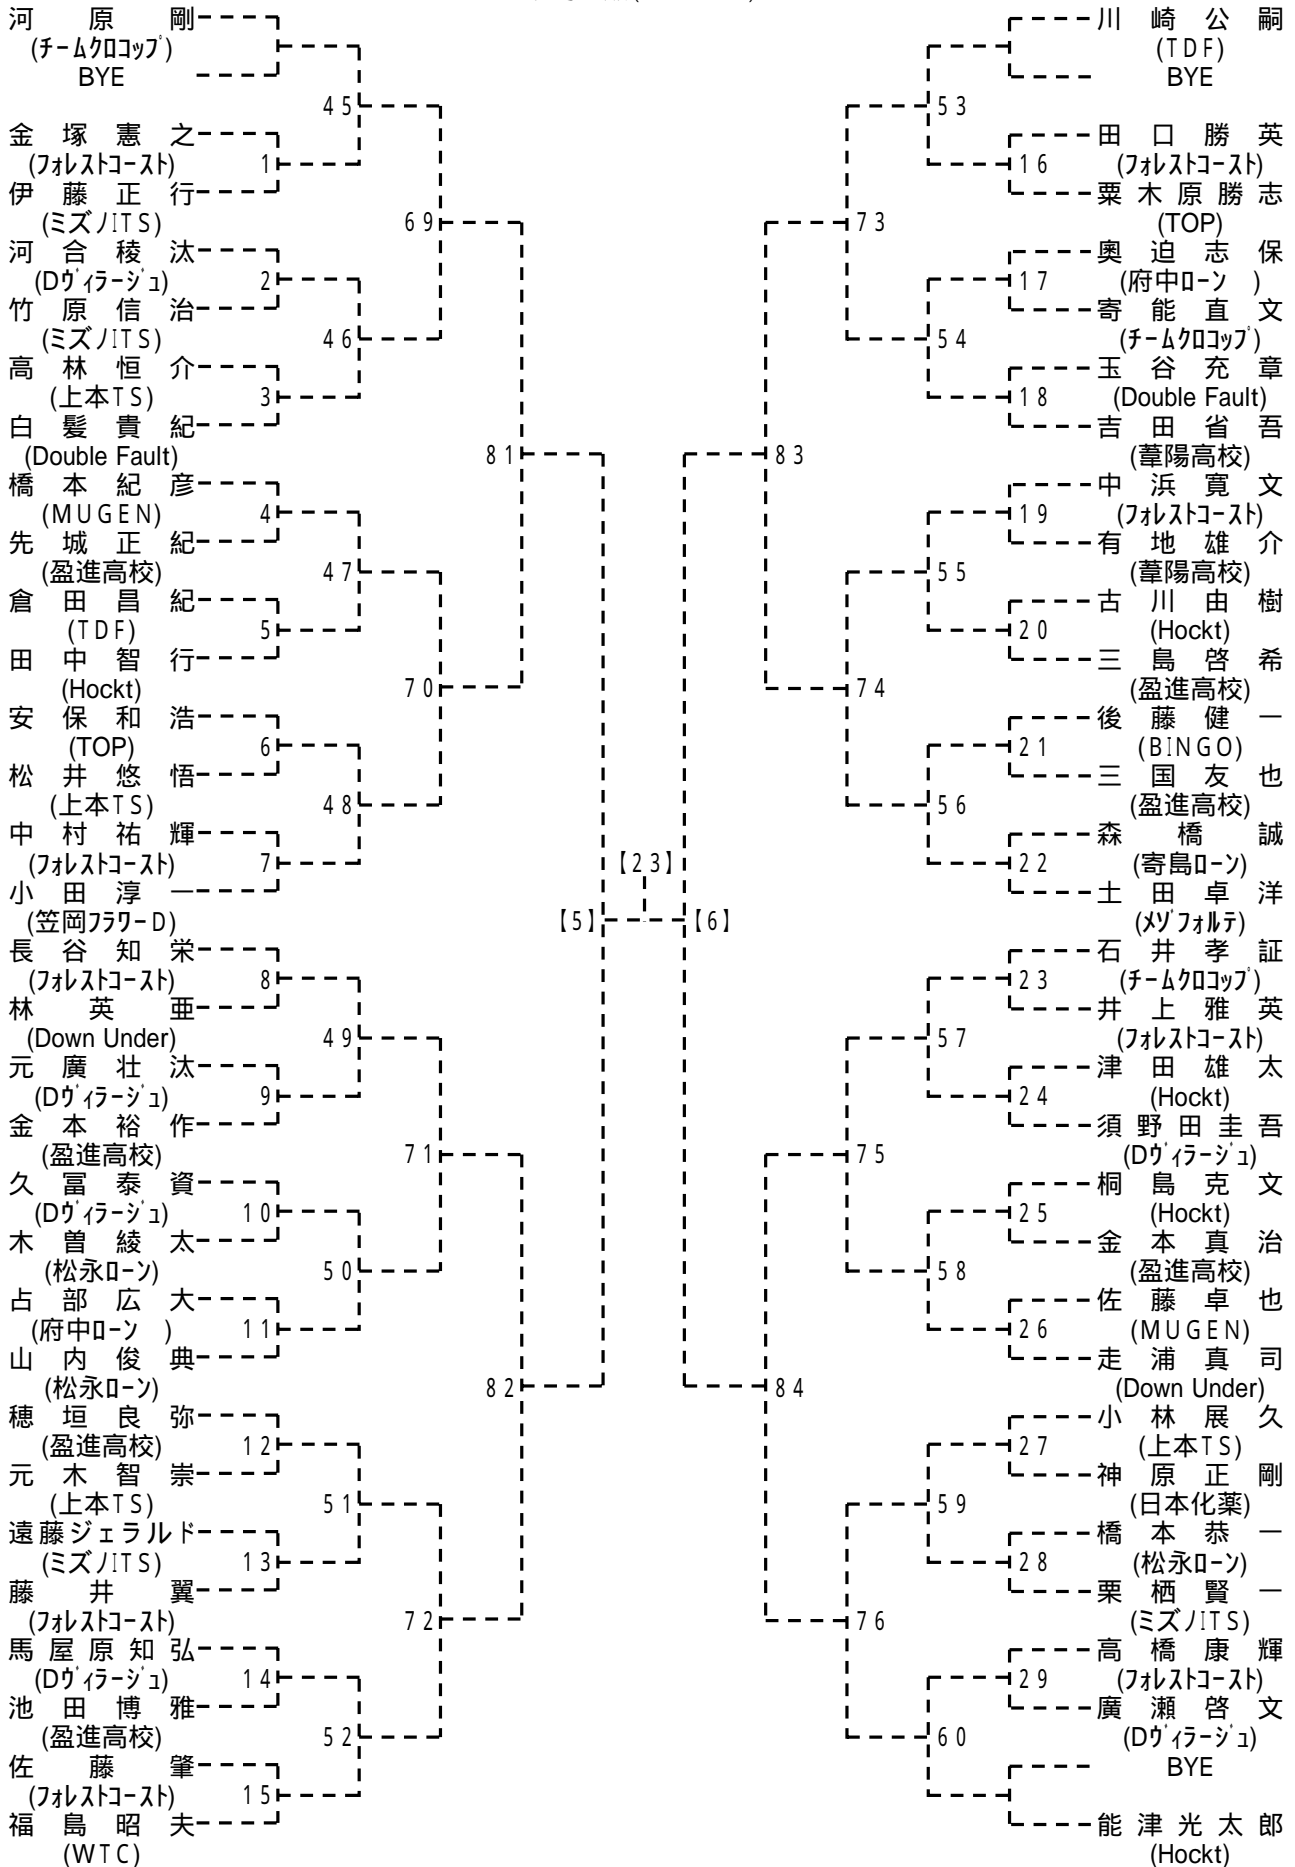 河原剛
(チームクロコップ)
BYE
45
金塚憲之
(フォレストコースト) 1
伊藤正行
(ミズノITS)
69
河合稜汰
(Dヴィラージュ) 2
竹原信治
(ミズノITS)
46
高林恒介
(上本TS) 3
白髪貴紀
(Double Fault)
81
橋本紀彦
(MUGEN) 4
先城正紀
(盈進高校)
47
倉田昌紀
(TDF) 5
田中智行
(Hockt)
70
安保和浩
(TOP) 6
松井悠悟
(上本TS)
48
中村祐輝
(フォレストコースト) 7
小田淳一
(笠岡フラワーD)
長谷知栄
(フォレストコースト) 8
林英亜
(Down Under)
49
元廣壮汰
(Dヴィラージュ) 9
金本裕作
(盈進高校)
71
久冨泰資
(Dヴィラージュ) 10
木曽綾太
(松永ローン)
50
占部広大
(府中ローン ) 11
山内俊典
(松永ローン)
82
穂垣良弥
(盈進高校) 12
元木智崇
(上本TS)
51
遠藤ジェラルド
(ミズノITS) 13
藤井翼
(フォレストコースト)
72
馬屋原知弘
(Dヴィラージュ) 14
池田博雅
(盈進高校)
52
佐藤肇
(フォレストコースト) 15
福島昭夫
(WTC)
【23】
【5】 【6】
川崎公嗣
(TDF)
BYE
53
田口勝英
16 (フォレストコースト)
粟木原勝志
(TOP)
73
奥迫志保
17 (府中ローン )
寄能直文
(チームクロコップ)
54
玉谷充章
18 (Double Fault)
吉田省吾
(葦陽高校)
83
中浜寛文
19 (フォレストコースト)
有地雄介
(葦陽高校)
55
古川由樹
20 (Hockt)
三島啓希
(盈進高校)
74
後藤健一
21 (BINGO)
三国友也
(盈進高校)
56
森橋誠
22 (寄島ローン)
土田卓洋
(メゾフォルテ)
石井孝証
23 (チームクロコップ)
井上雅英
(フォレストコースト)
57
津田雄太
24 (Hockt)
須野田圭吾
(Dヴィラージュ)
75
桐島克文
25 (Hockt)
金本真治
(盈進高校)
58
佐藤卓也
26 (MUGEN)
走浦真司
(Down Under)
84
小林展久
27 (上本TS)
神原正剛
(日本化薬)
59
橋本恭一
28 (松永ローン)
栗栖賢一
(ミズノITS)
76
高橋康輝
29 (フォレストコースト)
廣瀬啓文
(Dヴィラージュ)
60
BYE
能津光太郎
(Hockt)